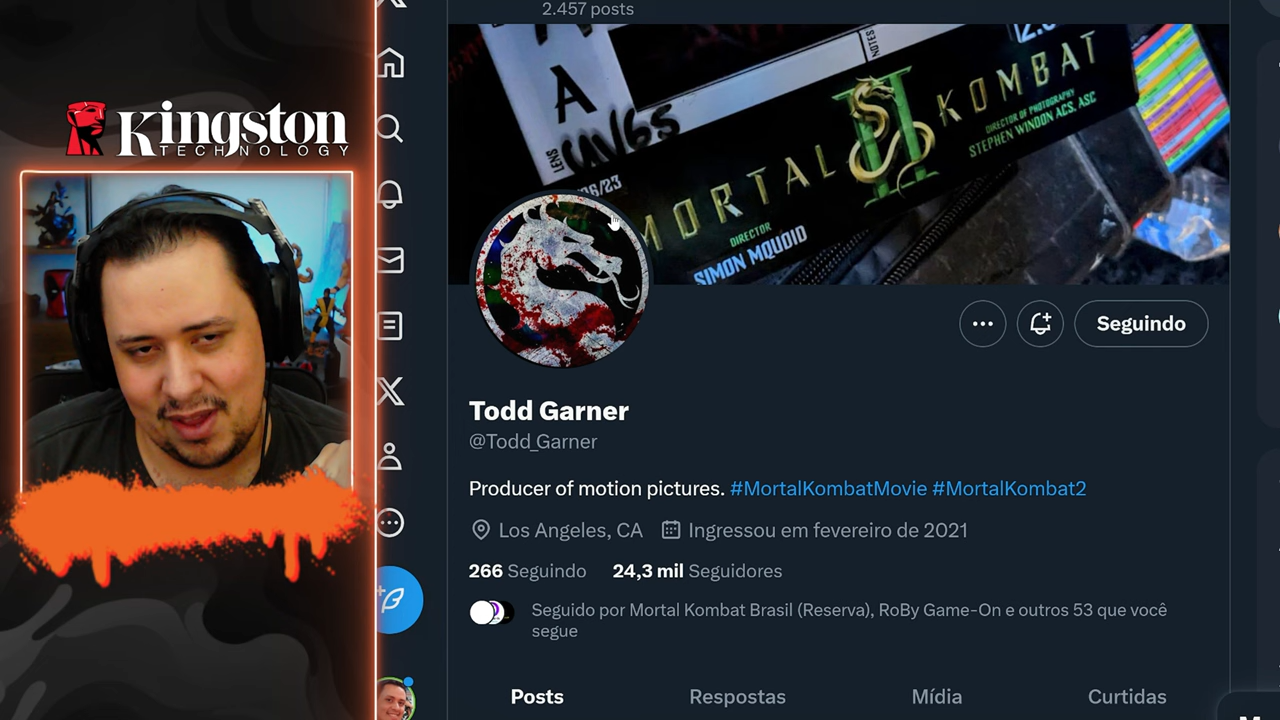 2.457 posts
NOTES
A
LENS
MORTAL II KOMBAT
DIRECTOR
SIMON MCQUOID
DIRECTOR OF PHOTOGRAPHY
STEPHEN WINDON ACS, ASC
Kingston
TECHNOLOGY
Seguindo
Todd Garner
@Todd_Garner
Producer of motion pictures. #MortalKombatMovie #MortalKombat2
Los Angeles, CA Ingressou em fevereiro de 2021
266 Seguindo 24,3 mil Seguidores
Seguido por Mortal Kombat Brasil (Reserva), RoBy Game-On e outros 53 que você
segue
Posts Respostas Mídia Curtidas